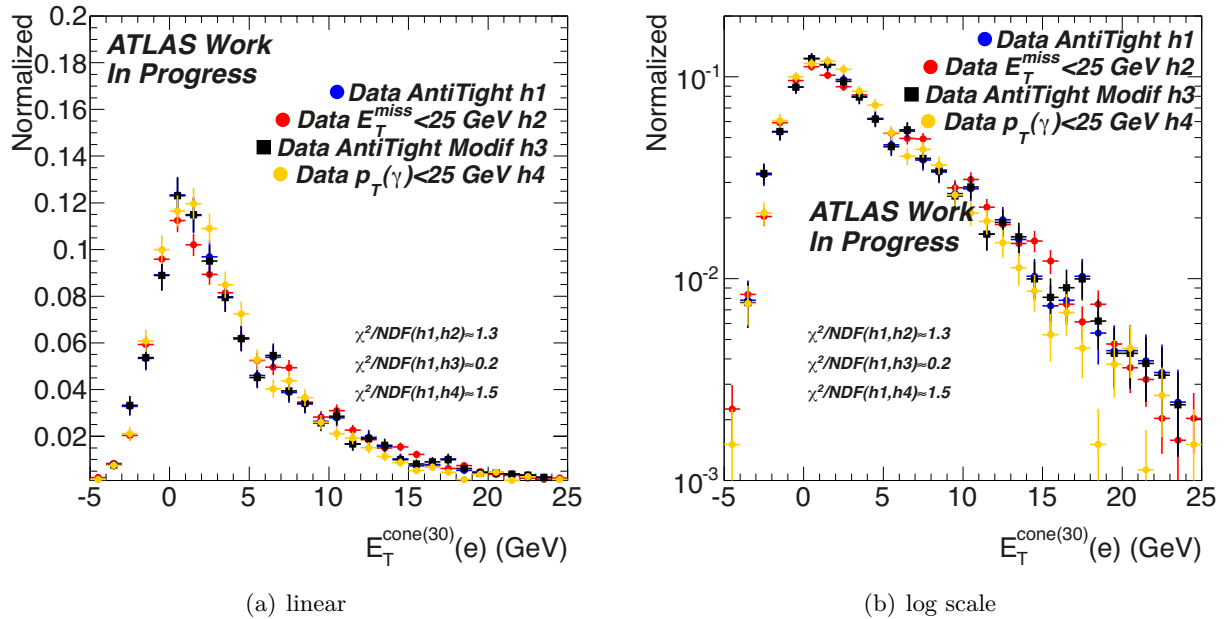 Normalized
0.2
0.18
0.16
0.14
0.12
0.1
0.08
0.06
0.04
0.02
ATLAS Work
In Progress
Data AntiTight h1
Data E_T^miss<25 GeV h2
Data AntiTight Modif h3
Data p_T(γ)<25 GeV h4
χ²/NDF(h1,h2)≈1.3
χ²/NDF(h1,h3)≈0.2
χ²/NDF(h1,h4)≈1.5
-5 0 5 10 15 20 25
E_T^cone(30)(e) (GeV)
(a) linear
Normalized
10⁻¹
10⁻²
10⁻³
Data AntiTight h1
Data E_T^miss<25 GeV h2
Data AntiTight Modif h3
Data p_T(γ)<25 GeV h4
ATLAS Work
In Progress
χ²/NDF(h1,h2)≈1.3
χ²/NDF(h1,h3)≈0.2
χ²/NDF(h1,h4)≈1.5
-5 0 5 10 15 20 25
E_T^cone(30)(e) (GeV)
(b) log scale